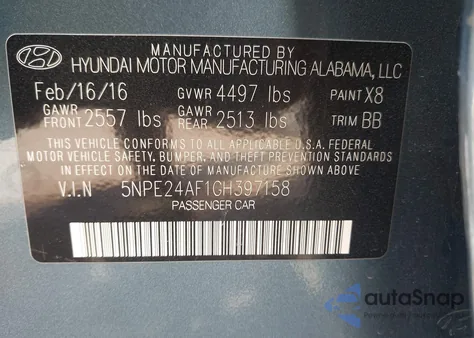 MANUFACTURED BY
HYUNDAI MOTOR MANUFACTURING ALABAMA, LLC
Feb/16/16 GVWR 4497 lbs PAINT X8
GAWR FRONT 2557 lbs GAWR REAR 2513 lbs TRIM BB
THIS VEHICLE CONFORMS TO ALL APPLICABLE U.S.A. FEDERAL
MOTOR VEHICLE SAFETY, BUMPER, AND THEFT PREVENTION STANDARDS
IN EFFECT ON THE DATE OF MANUFACTURE SHOWN ABOVE.
V.I.N 5NPE24AF1GH397158
PASSENGER CAR
autoSnap